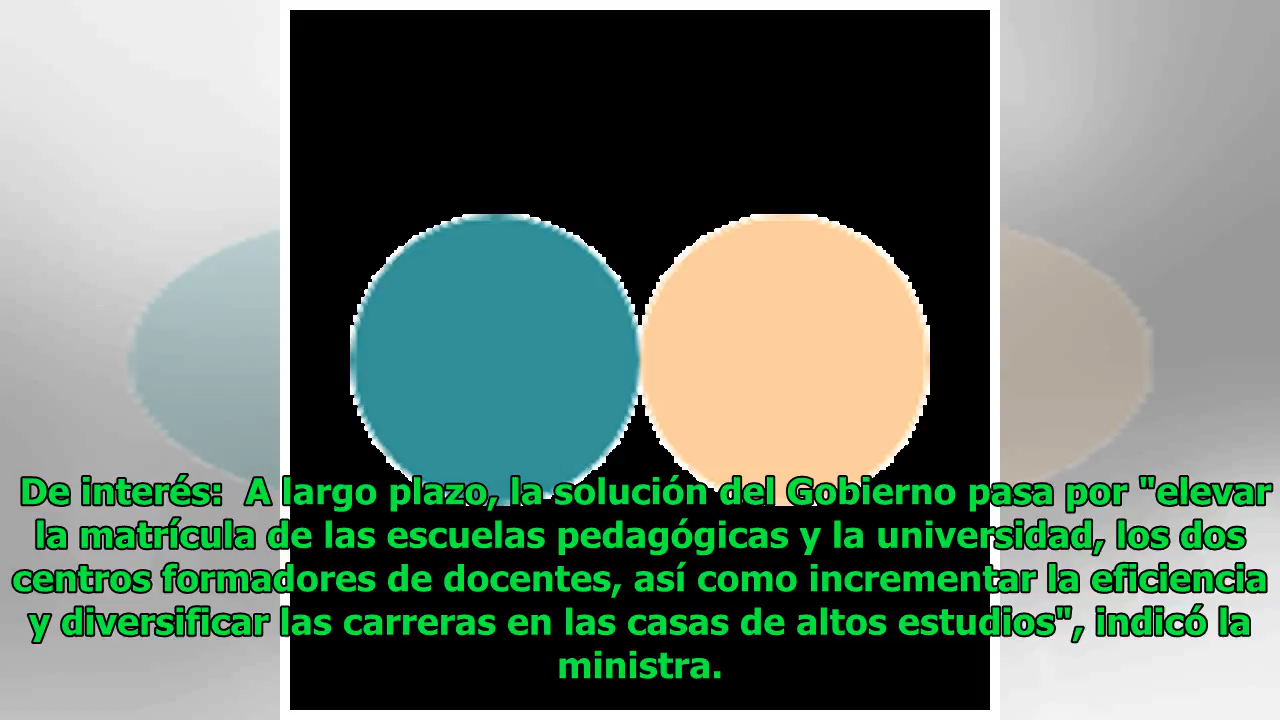 De interés:  A largo plazo, la solución del Gobierno pasa por "elevar
la matrícula de las escuelas pedagógicas y la universidad, los dos
centros formadores de docentes, así como incrementar la eficiencia
y diversificar las carreras en las casas de altos estudios", indicó la
ministra.